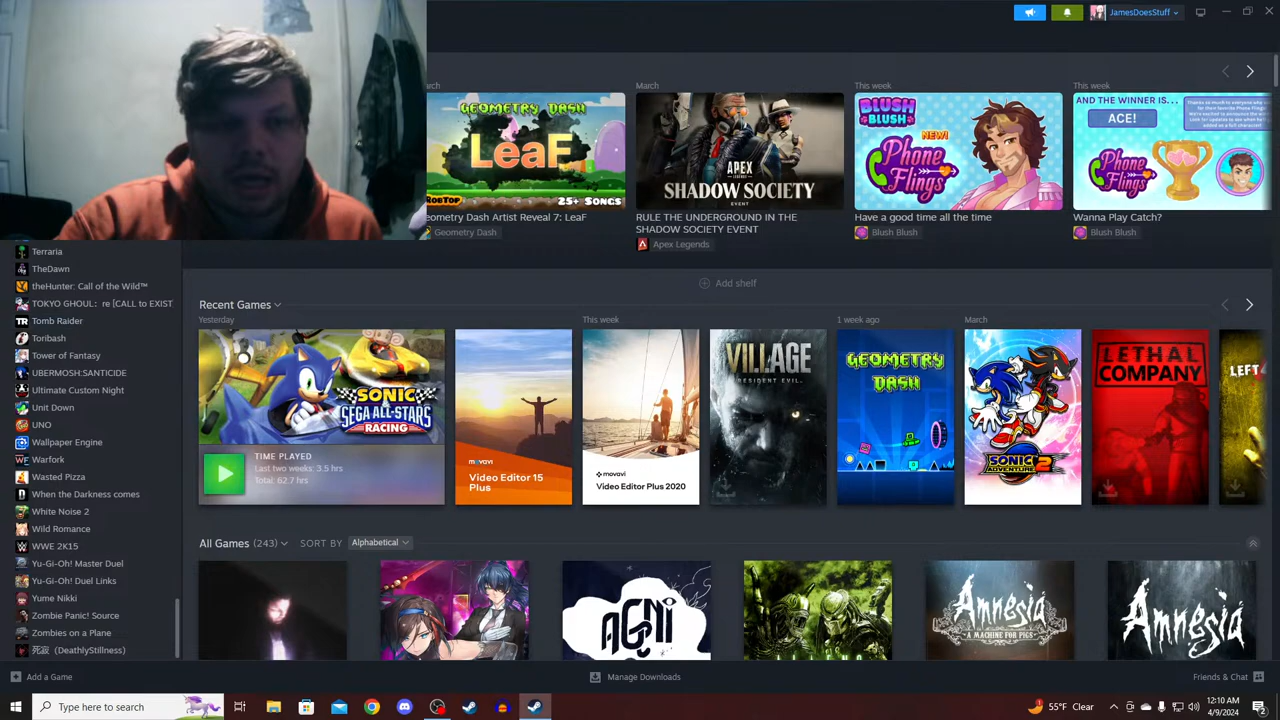 JamesDoesStuff
March
This week
This week
GEOMETRY DASH
LeaF
RobTop
25+ SONGS
APEX
LEGENDS
SHADOW SOCIETY
EVENT
BLUSH
BLUSH
NEW!
PHONE
FLINGS
AND THE WINNER IS...
ACE!
PHONE
FLINGS
Geometry Dash Artist Reveal 7: LeaF
Geometry Dash
RULE THE UNDERGROUND IN THE
SHADOW SOCIETY EVENT
Apex Legends
Have a good time all the time
Blush Blush
Wanna Play Catch?
Blush Blush
Terraria
TheDawn
theHunter: Call of the Wild™
TOKYO GHOUL: re [CALL to EXIST
Tomb Raider
Toribash
Tower of Fantasy
UBERMOSH:SANTICIDE
Ultimate Custom Night
Unit Down
UNO
Wallpaper Engine
Warfork
Wasted Pizza
When the Darkness comes
White Noise 2
Wild Romance
WWE 2K15
Yu-Gi-Oh! Master Duel
Yu-Gi-Oh! Duel Links
Yume Nikki
Zombie Panic! Source
Zombies on a Plane
死寂（DeathlyStillness）
Add shelf
Recent Games
Yesterday
This week
1 week ago
March
SONIC
SEGA ALL-STARS
RACING
TIME PLAYED
Last two weeks: 3.5 hrs
Total: 62.7 hrs
movavi
Video Editor 15
Plus
movavi
Video Editor Plus 2020
VILLAGE
RESIDENT EVIL
GEOMETRY
DASH
SONIC
ADVENTURE 2
LETHAL
COMPANY
LEFT 4
All Games (243)
SORT BY
Alphabetical
AGNI
Amnesia
A MACHINE FOR PIGS
Amnesia
Add a Game
Manage Downloads
Friends & Chat
Type here to search
55°F Clear
12:10 AM
4/9/2024
2